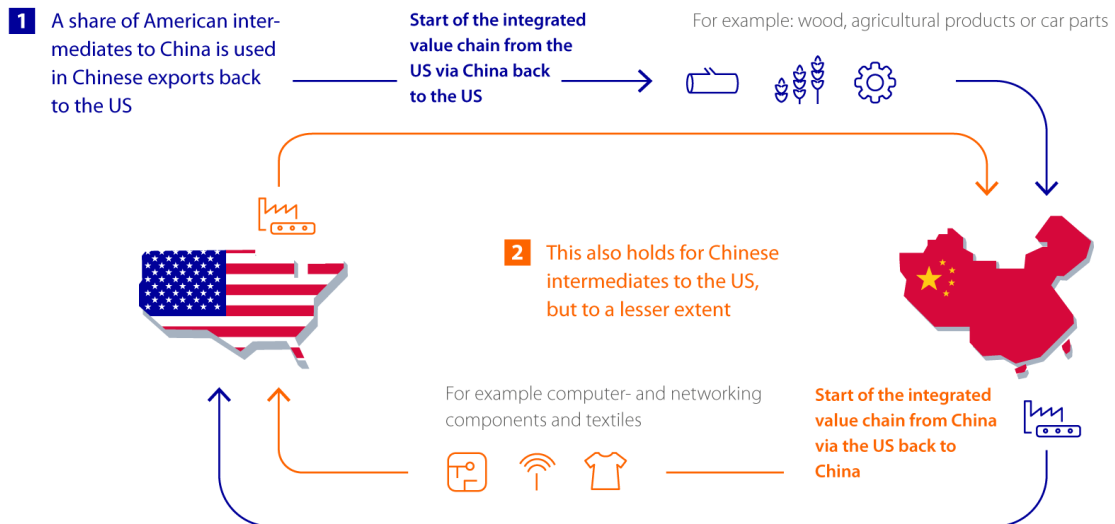 1
A share of American inter-
mediates to China is used
in Chinese exports back
to the US
Start of the integrated
value chain from the
US via China back
to the US
For example: wood, agricultural products or car parts
2
This also holds for Chinese
intermediates to the US,
but to a lesser extent
For example computer- and networking
components and textiles
Start of the integrated
value chain from China
via the US back to
China